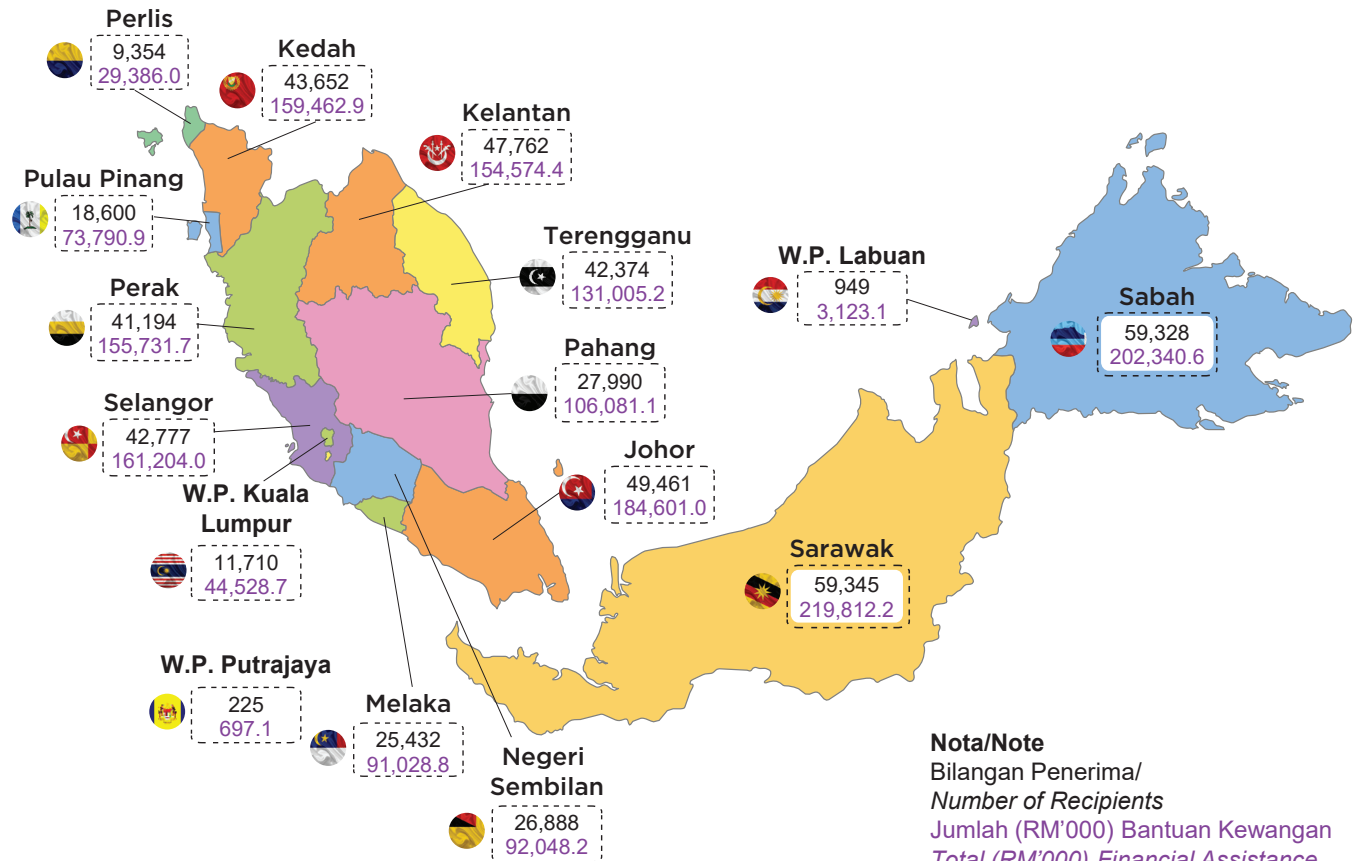 Perlis
9,354
29,386.0
Kedah
43,652
159,462.9
Kelantan
47,762
154,574.4
Pulau Pinang
18,600
73,790.9
Terengganu
42,374
131,005.2
W.P. Labuan
949
3,123.1
Sabah
59,328
202,340.6
Perak
41,194
155,731.7
Pahang
27,990
106,081.1
Selangor
42,777
161,204.0
Johor
49,461
184,601.0
W.P. Kuala
Lumpur
11,710
44,528.7
Sarawak
59,345
219,812.2
W.P. Putrajaya
225
697.1
Melaka
25,432
91,028.8
Negeri
Sembilan
26,888
92,048.2
Nota/Note
Bilangan Penerima/
Number of Recipients
Jumlah (RM'000) Bantuan Kewangan
Total (RM'000) Financial Assistance